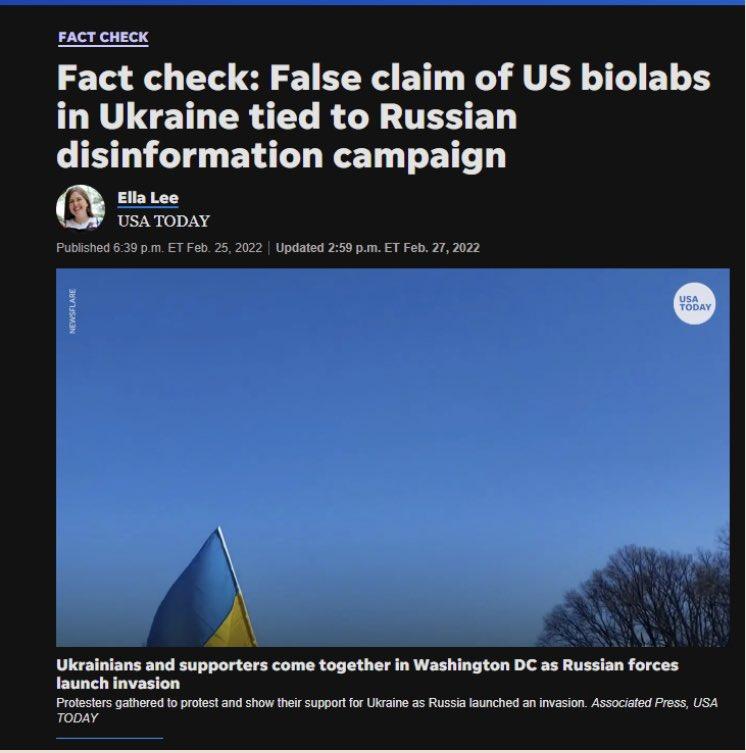 FACT CHECK
Fact check: False claim of US biolabs
in Ukraine tied to Russian
disinformation campaign
Ella Lee
USA TODAY
Published 6:39 p.m. ET Feb. 25, 2022 | Updated 2:59 p.m. ET Feb. 27, 2022
NEWSFLARE
USA
TODAY
Ukrainians and supporters come together in Washington DC as Russian forces
launch invasion
Protesters gathered to protest and show their support for Ukraine as Russia launched an invasion. Associated Press, USA
TODAY